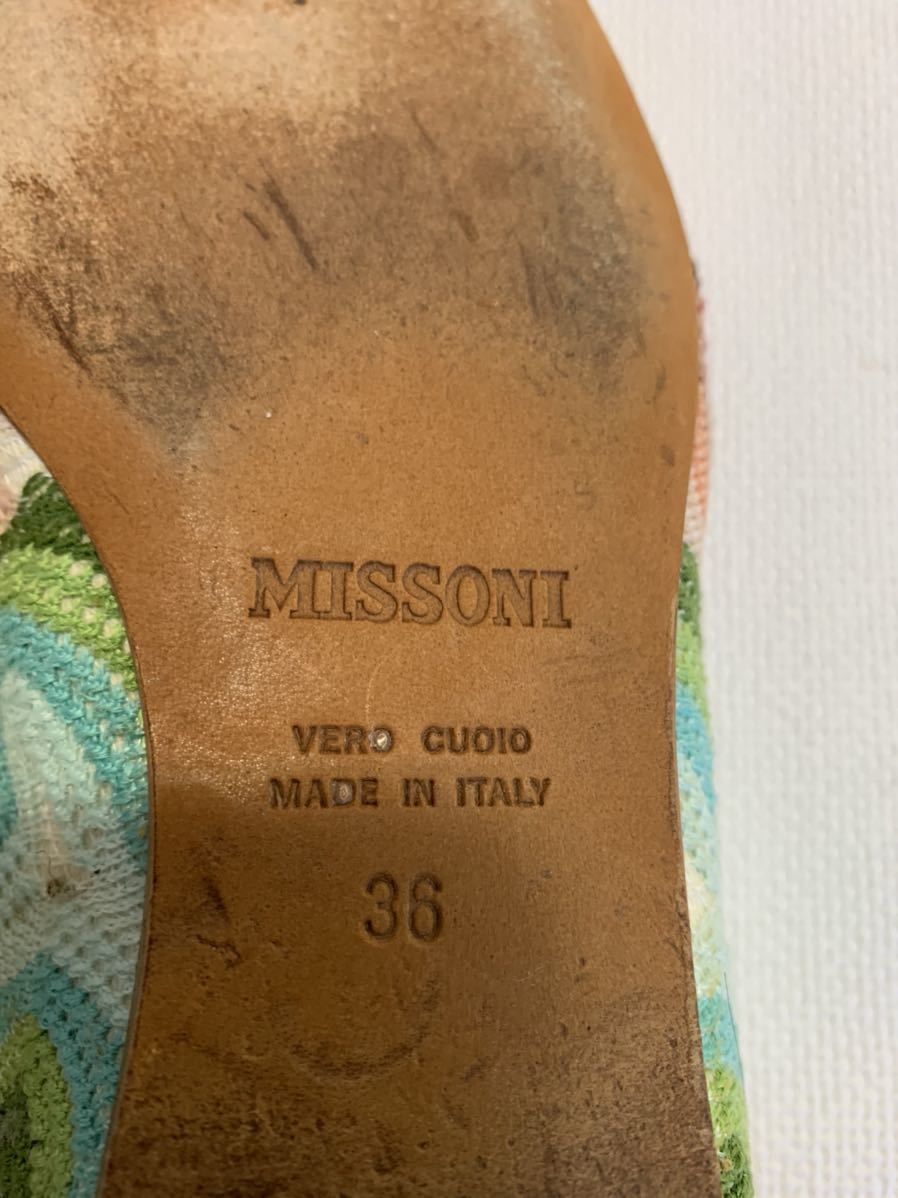 MISSONI
VERO CUOIO
MADE IN ITALY
36